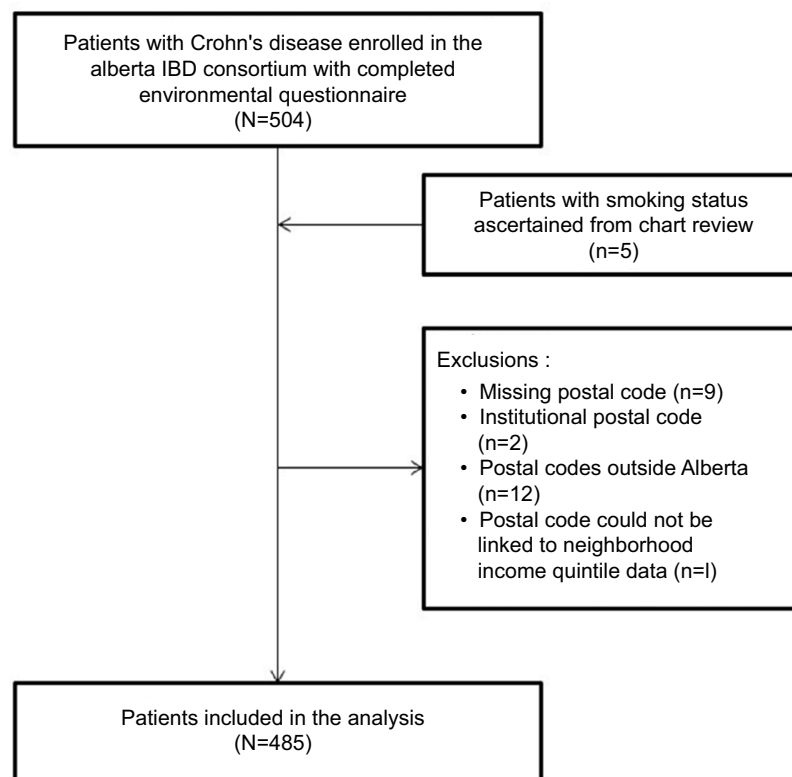 Patients with Crohn's disease enrolled in the
alberta IBD consortium with completed
environmental questionnaire
(N=504)
Patients with smoking status
ascertained from chart review
(n=5)
Exclusions :
• Missing postal code (n=9)
• Institutional postal code
(n=2)
• Postal codes outside Alberta
(n=12)
• Postal code could not be
linked to neighborhood
income quintile data (n=l)
Patients included in the analysis
(N=485)